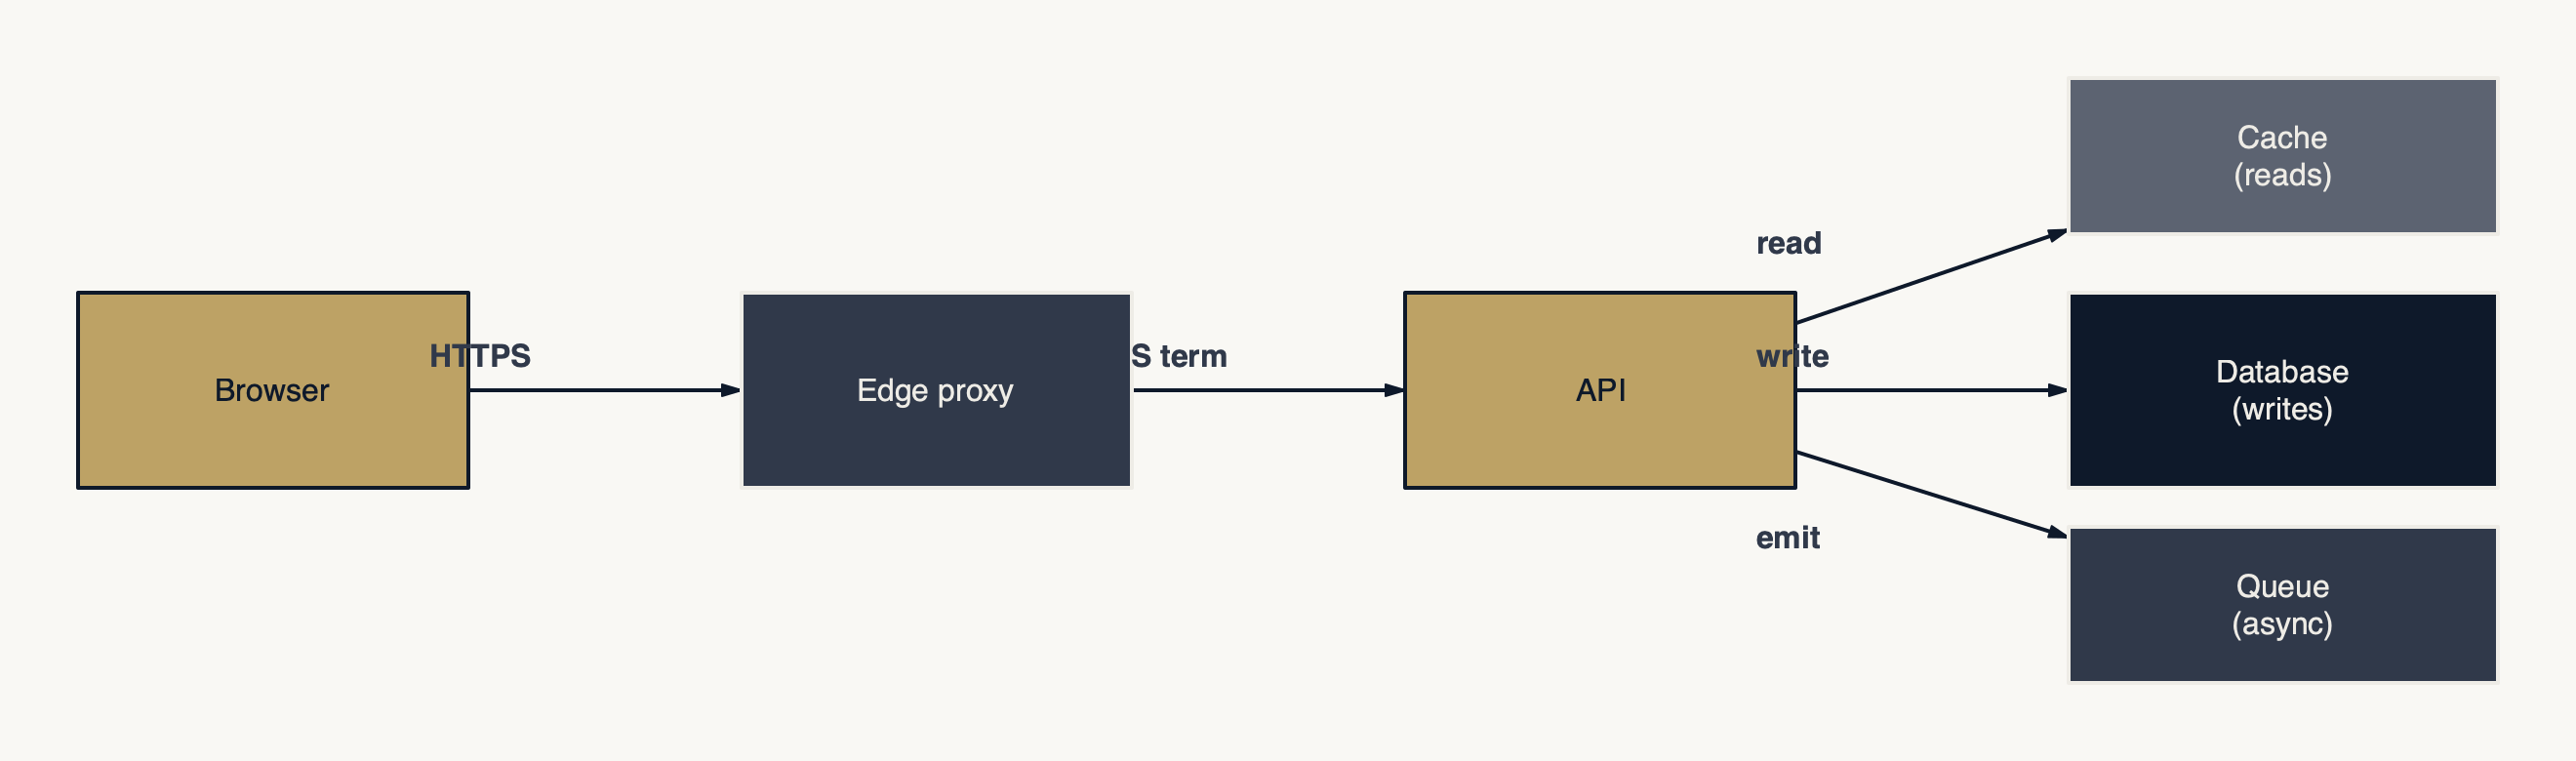 Browser
HTTPS
Edge proxy
S term
API
read
write
emit
Cache
(reads)
Database
(writes)
Queue
(async)